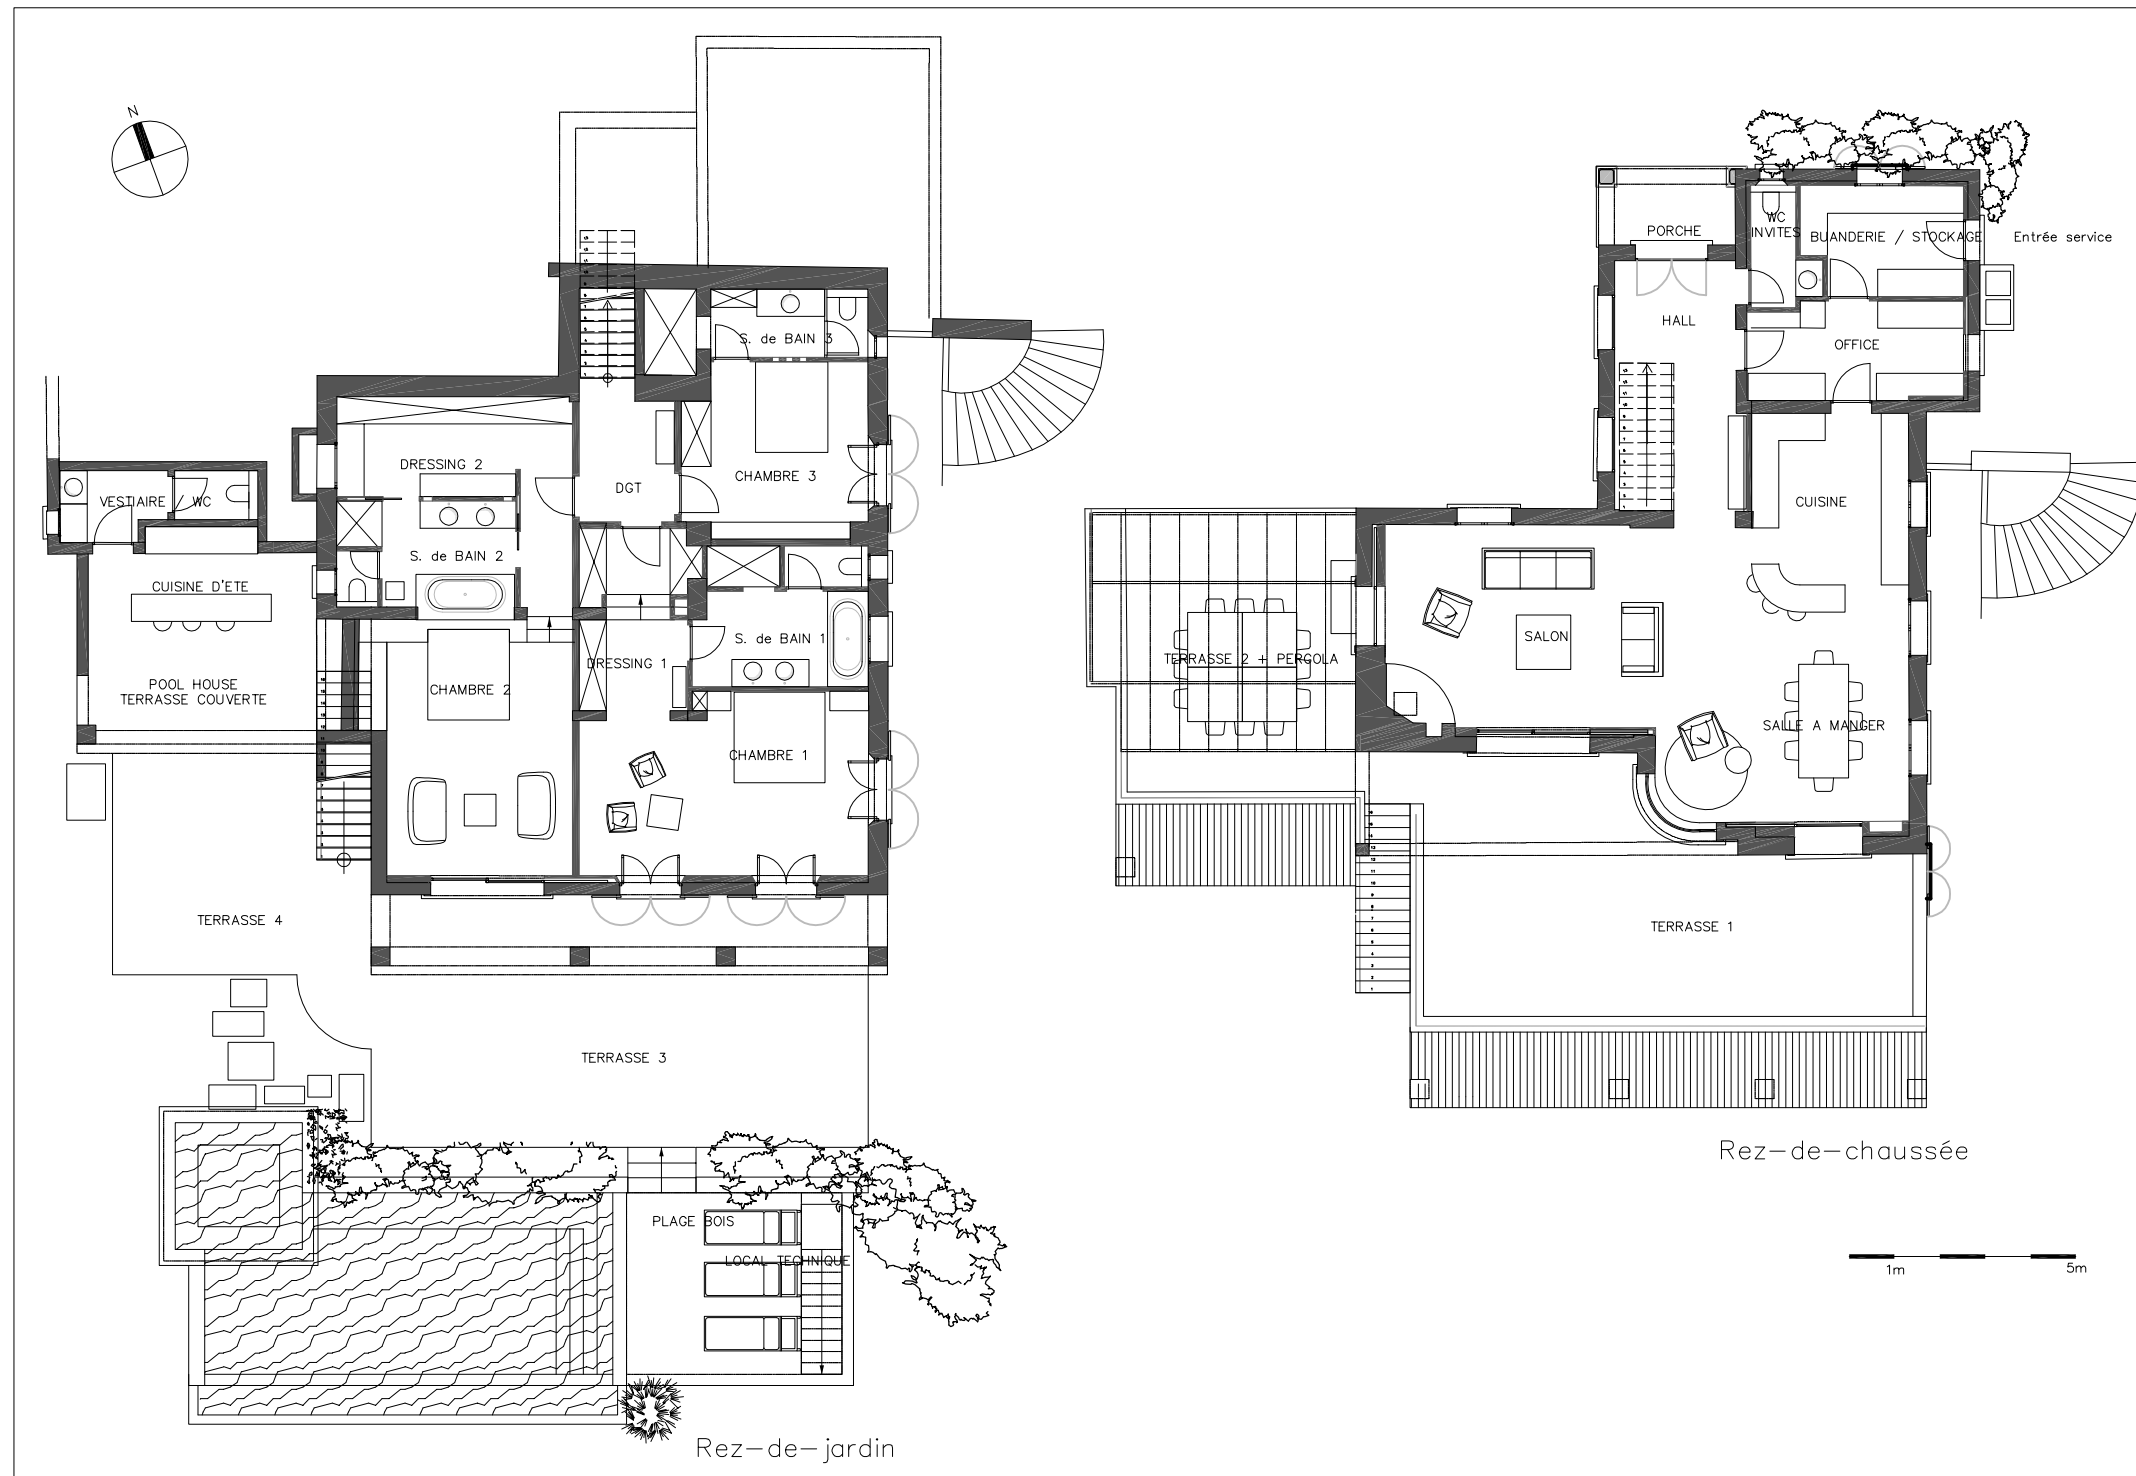 N
S. de BAIN 3
DRESSING 2
CHAMBRE 3
DGT
VESTIAIRE / WC
S. de BAIN 2
CUISINE D'ETE
S. de BAIN 1
DRESSING 1
CHAMBRE 2
POOL HOUSE
TERRASSE COUVERTE
CHAMBRE 1
TERRASSE 4
TERRASSE 3
PLAGE BOIS
LOCAL TECHNIQUE
Rez-de-jardin
WC
INVITES
PORCHE
BUANDERIE / STOCKAGE
Entrée service
HALL
OFFICE
CUISINE
SALON
TERRASSE 2 + PERGOLA
SALLE A MANGER
TERRASSE 1
Rez-de-chaussée
1m
5m